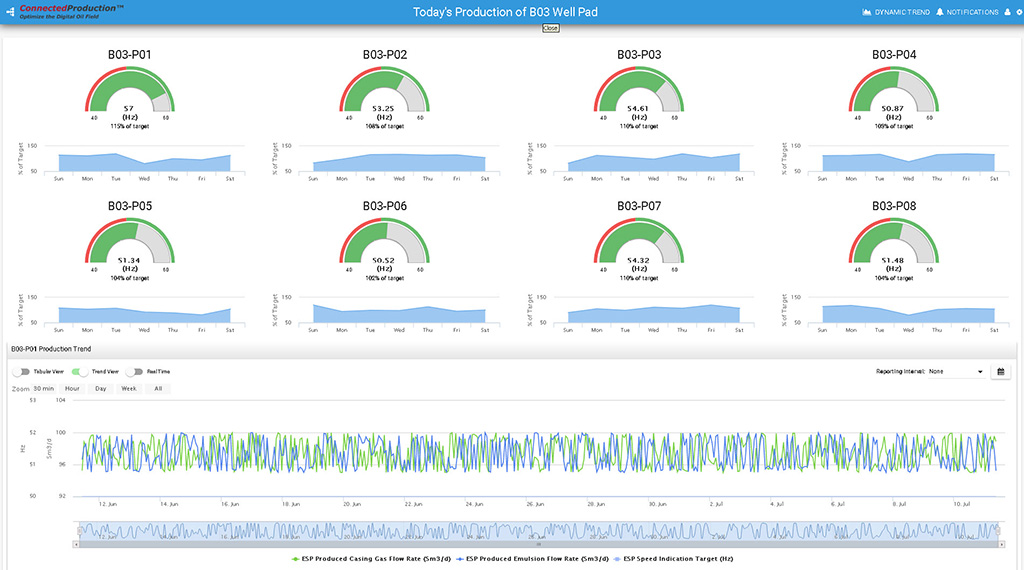 ConnectedProduction™
Optimize the Digital Oil Field
Today's Production of B03 Well Pad
DYNAMIC TREND
NOTIFICATIONS
Close
B03-P01
57
(Hz)
40 60
115% of target
% of Target
150
50
Sun Mon Tue Wed Thu Fri Sat
B03-P02
53.25
(Hz)
40 60
108% of target
% of Target
150
50
Sun Mon Tue Wed Thu Fri Sat
B03-P03
54.61
(Hz)
40 60
110% of target
% of Target
150
50
Sun Mon Tue Wed Thu Fri Sat
B03-P04
50.87
(Hz)
40 60
105% of target
% of Target
150
50
Sun Mon Tue Wed Thu Fri Sat
B03-P05
51.34
(Hz)
40 60
104% of target
% of Target
150
50
Sun Mon Tue Wed Thu Fri Sat
B03-P06
50.52
(Hz)
40 60
102% of target
% of Target
150
50
Sun Mon Tue Wed Thu Fri Sat
B03-P07
54.32
(Hz)
40 60
110% of target
% of Target
150
50
Sun Mon Tue Wed Thu Fri Sat
B03-P08
51.48
(Hz)
40 60
104% of target
% of Target
150
50
Sun Mon Tue Wed Thu Fri Sat
B03-P01 Production Trend
Tabular View Trend View Real Time
Reporting Interval: None
Zoom 30 min Hour Day Week All
Hz
53
52
51
50
Sm3/d
104
100
96
92
12. Jun 14. Jun 16. Jun 18. Jun 20. Jun 22. Jun 24. Jun 26. Jun 28. Jun 30. Jun 2. Jul 4. Jul 6. Jul 8. Jul 10. Jul
12. Jun 14. Jun 16. Jun 18. Jun 20. Jun 22. Jun 24. Jun 26. Jun 28. Jun 30. Jun 2. Jul 4. Jul 6. Jul 8. Jul 10. Jul
ESP Produced Casing Gas Flow Rate (Sm3/d) ESP Produced Emulsion Flow Rate (Sm3/d) ESP Speed Indication Target (Hz)